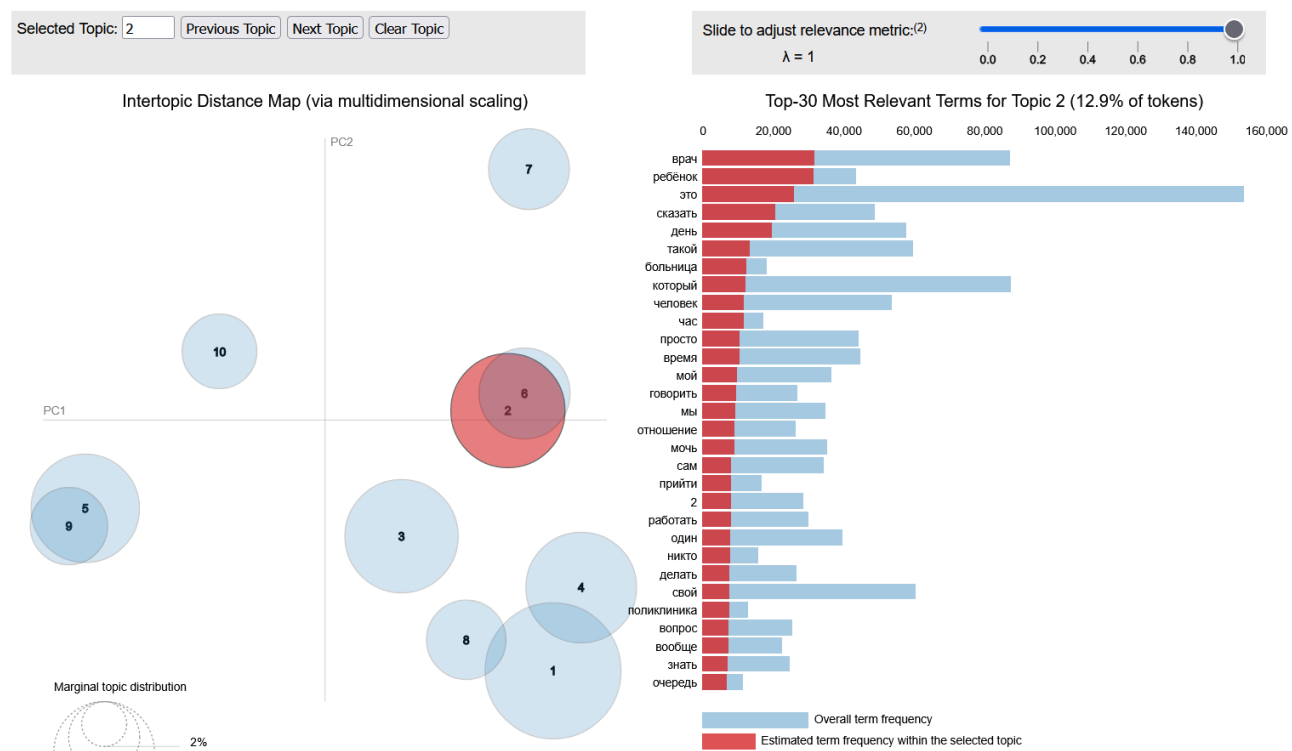 Selected Topic: 2 Previous Topic Next Topic Clear Topic
Slide to adjust relevance metric:(2)
λ = 1
0.0 0.2 0.4 0.6 0.8 1.0
Intertopic Distance Map (via multidimensional scaling)
PC2
PC1
7
10
6
2
5
9
3
4
8
1
Marginal topic distribution
2%
Top-30 Most Relevant Terms for Topic 2 (12.9% of tokens)
0 20,000 40,000 60,000 80,000 100,000 120,000 140,000 160,000
врач
ребёнок
это
сказать
день
такой
больница
который
человек
час
просто
время
мой
говорить
мы
отношение
мочь
сам
прийти
2
работать
один
никто
делать
свой
поликлиника
вопрос
вообще
знать
очередь
Overall term frequency
Estimated term frequency within the selected topic